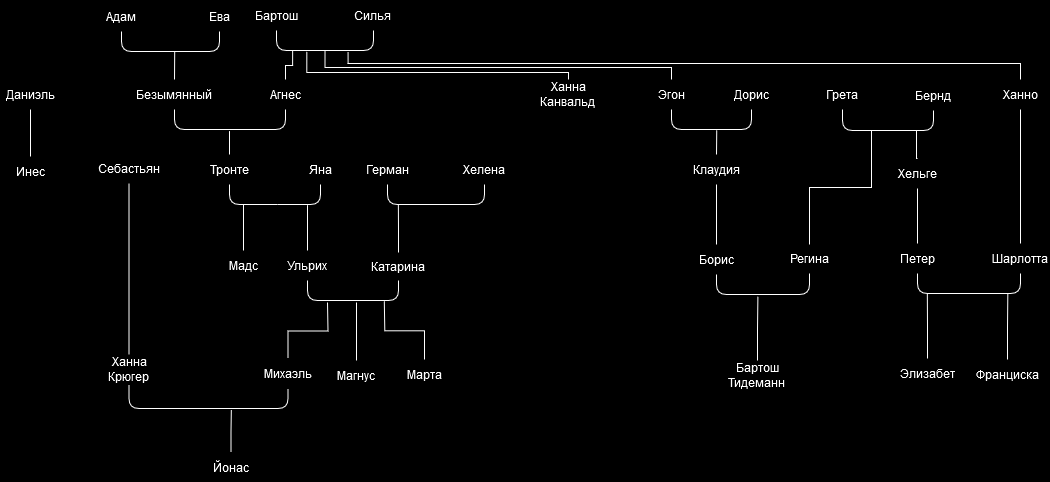 Адам
Ева
Бартош
Силья
Даниэль
Безымянный
Агнес
Ханна
Канвальд
Эгон
Дорис
Грета
Бернд
Ханно
Инес
Себастьян
Тронте
Яна
Герман
Хелена
Клаудия
Хельге
Мадс
Ульрих
Катарина
Борис
Регина
Петер
Шарлотта
Ханна
Крюгер
Михаэль
Магнус
Марта
Бартош
Тидеманн
Элизабет
Франциска
Йонас